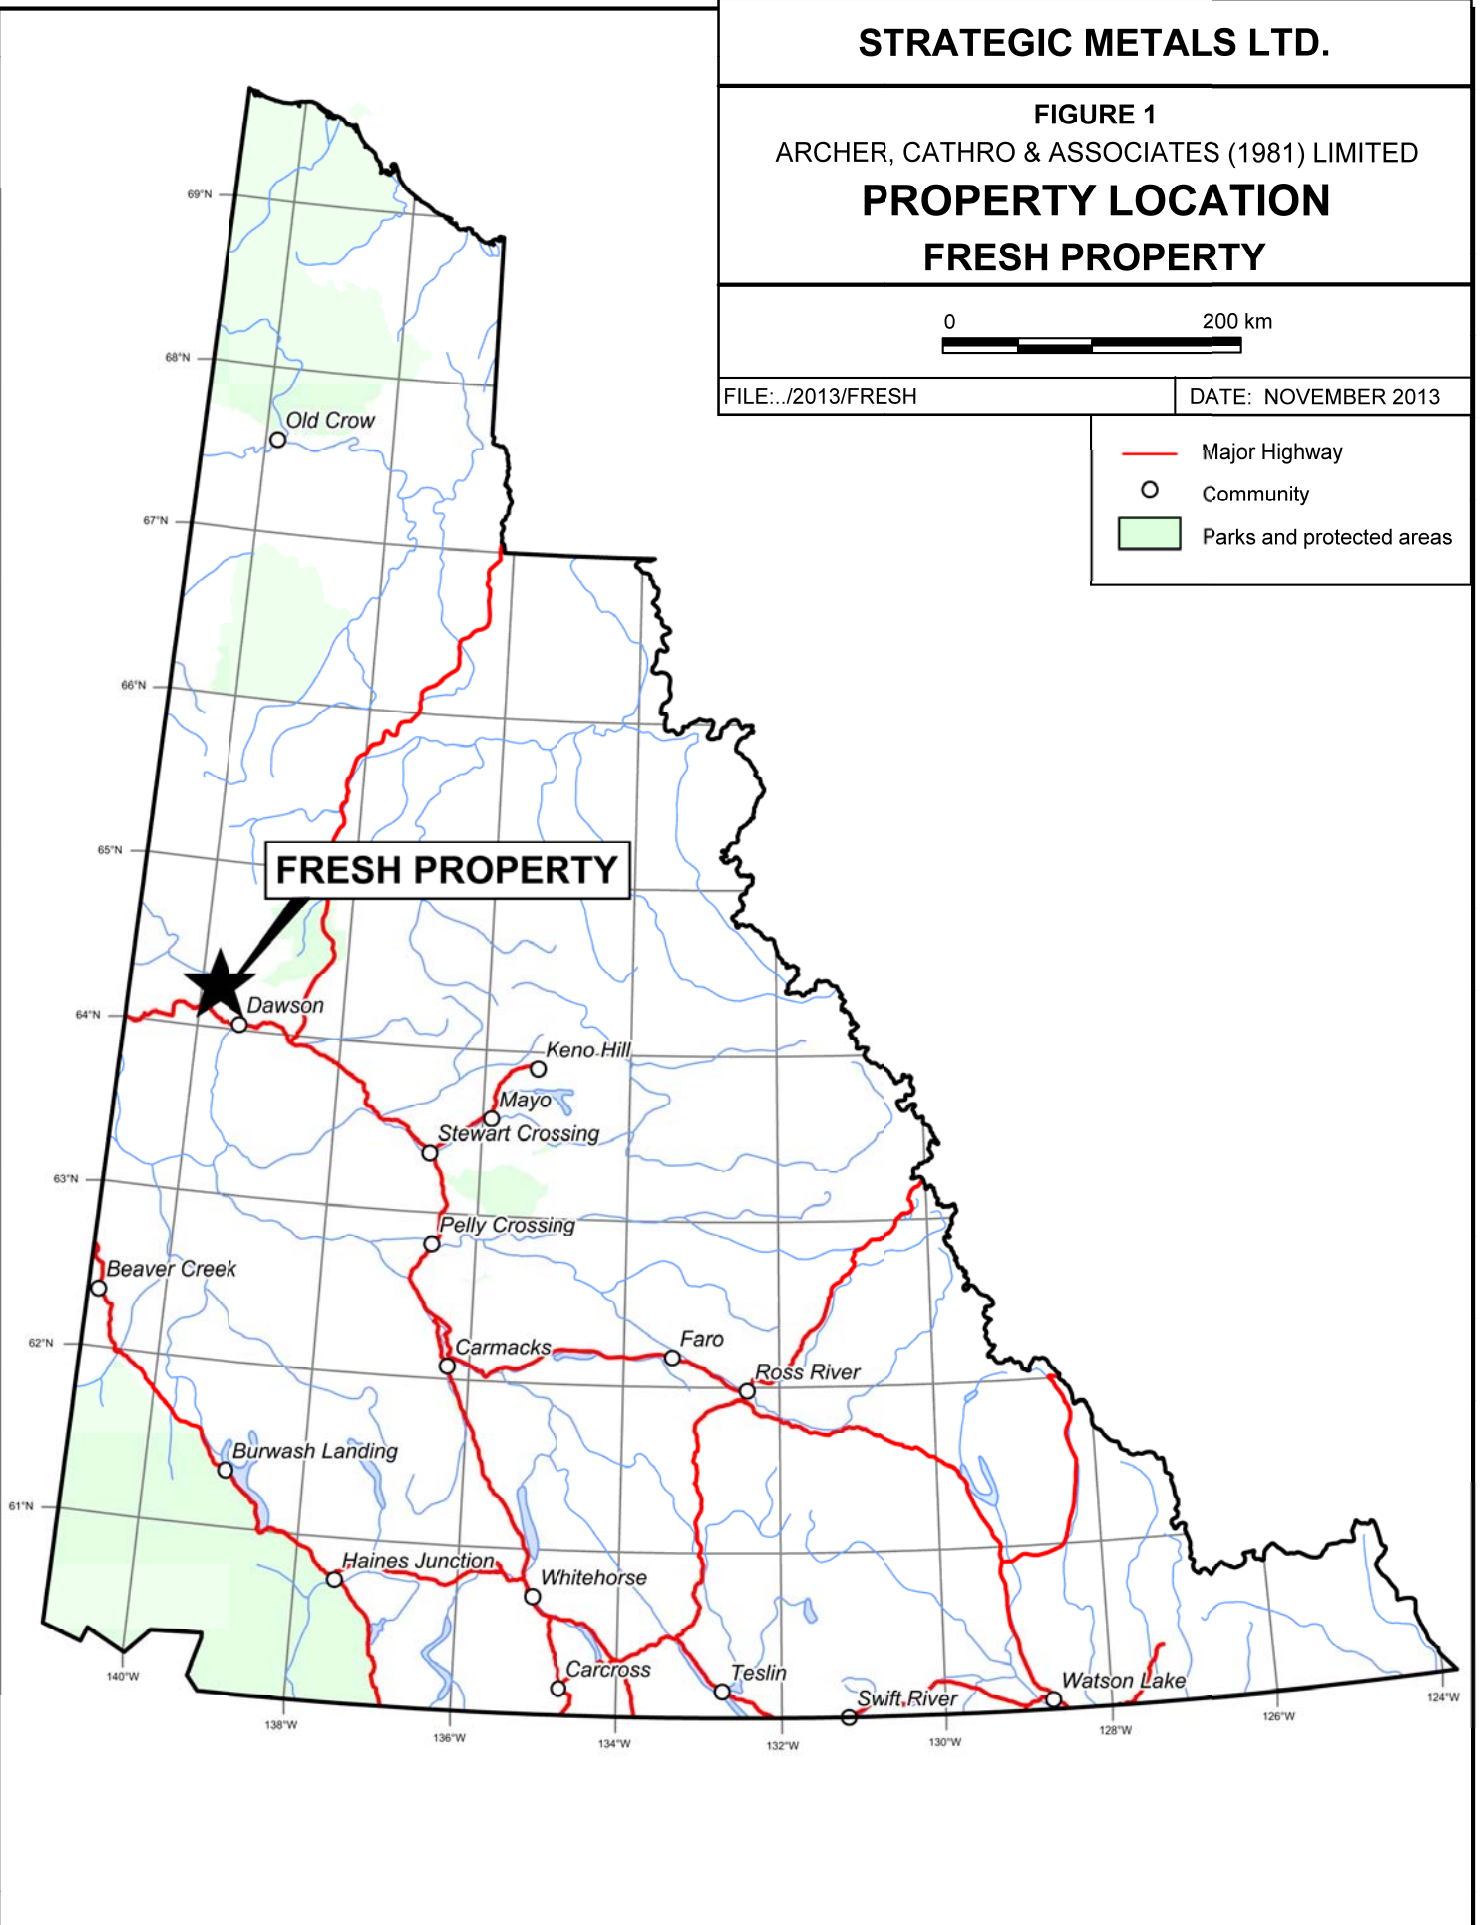 STRATEGIC METALS LTD.
FIGURE 1
ARCHER, CATHRO & ASSOCIATES (1981) LIMITED
PROPERTY LOCATION
FRESH PROPERTY
0 200 km
FILE:../2013/FRESH DATE: NOVEMBER 2013
Major Highway
Community
Parks and protected areas
69°N
68°N
Old Crow
67°N
66°N
65°N
FRESH PROPERTY
Dawson
64°N
Keno Hill
Mayo
Stewart Crossing
63°N
Pelly Crossing
Beaver Creek
62°N
Carmacks
Faro
Ross River
Burwash Landing
61°N
Haines Junction
Whitehorse
Carcross
Teslin
Swift River
Watson Lake
140°W
138°W
136°W
134°W
132°W
130°W
128°W
126°W
124°W